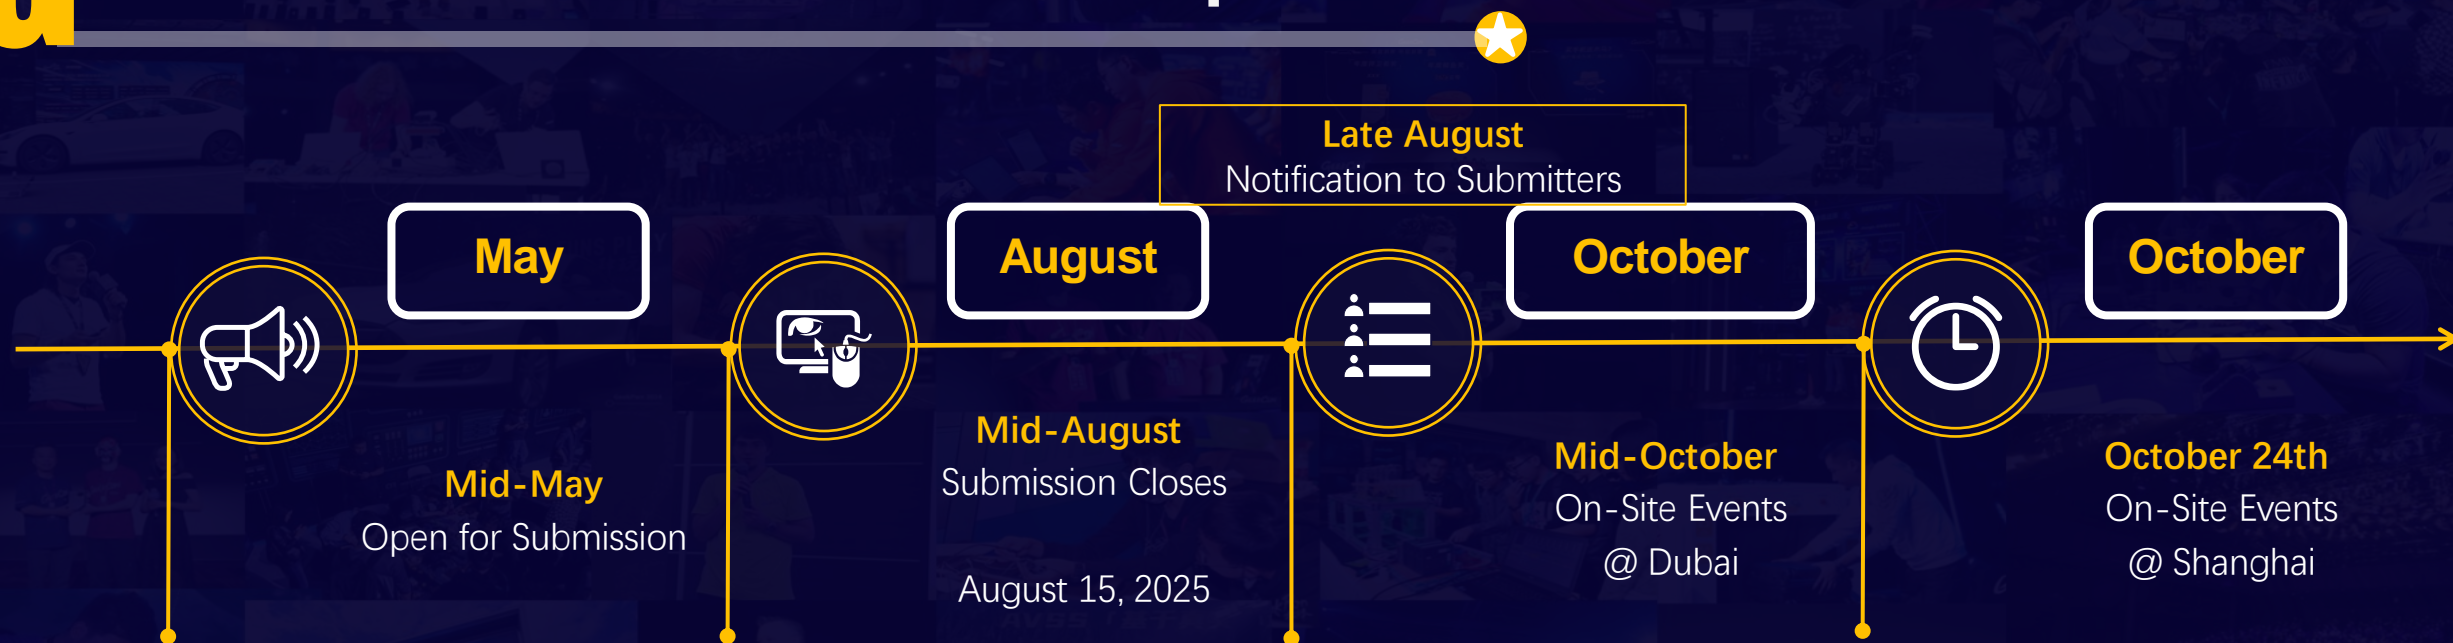 Late August
Notification to Submitters
May
August
October
October
Mid-May
Open for Submission
Mid-August
Submission Closes
August 15, 2025
Mid-October
On-Site Events
@ Dubai
October 24th
On-Site Events
@ Shanghai